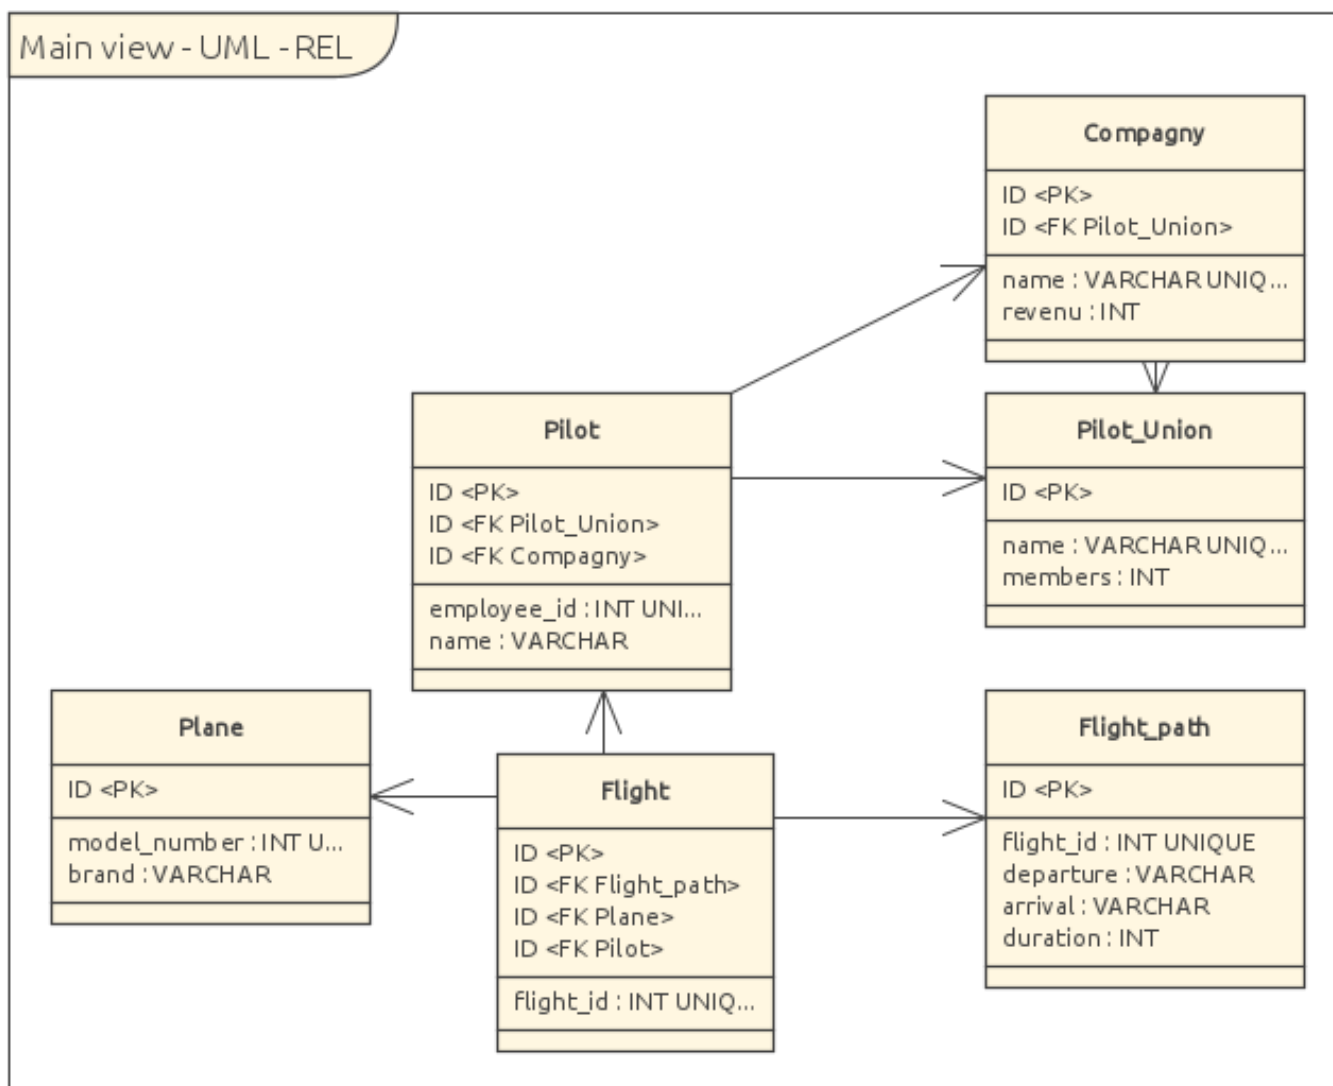 Main view - UML - REL
Compagny
ID <PK>
ID <FK Pilot_Union>
name : VARCHAR UNIQ...
revenu : INT
Pilot
ID <PK>
ID <FK Pilot_Union>
ID <FK Compagny>
employee_id : INT UNI...
name : VARCHAR
Pilot_Union
ID <PK>
name : VARCHAR UNIQ...
members : INT
Plane
ID <PK>
model_number : INT U...
brand : VARCHAR
Flight
ID <PK>
ID <FK Flight_path>
ID <FK Plane>
ID <FK Pilot>
flight_id : INT UNIQ...
Flight_path
ID <PK>
flight_id : INT UNIQUE
departure : VARCHAR
arrival : VARCHAR
duration : INT